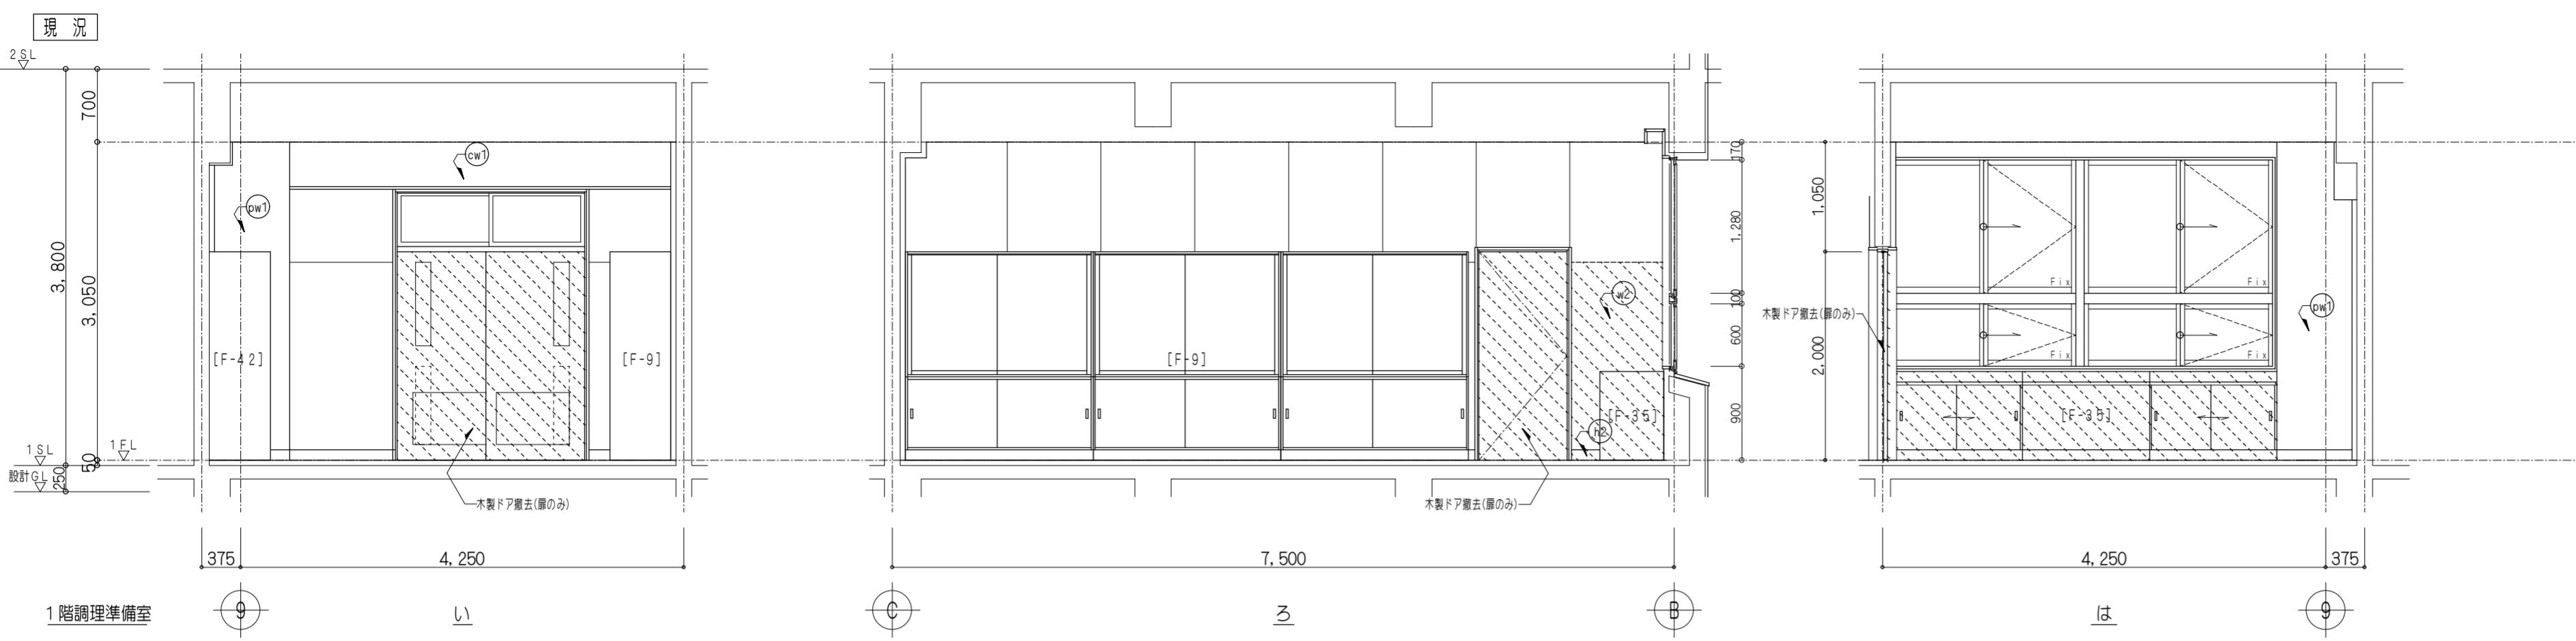 現 況
2SL
700
3,800
3,050
1SL
1FL
50
設計GL
250
cw1
pw1
[F-42]
[F-9]
木製ドア撤去(扉のみ)
375
4,250
1階調理準備室
9
い
[F-9]
w2
[F-35]
h2
木製ドア撤去(扉のみ)
170
1,280
100
600
900
7,500
C
ろ
B
1,050
2,000
木製ドア撤去(扉のみ)
Fix
Fix
Fix
Fix
pw1
[F-35]
4,250
375
は
9